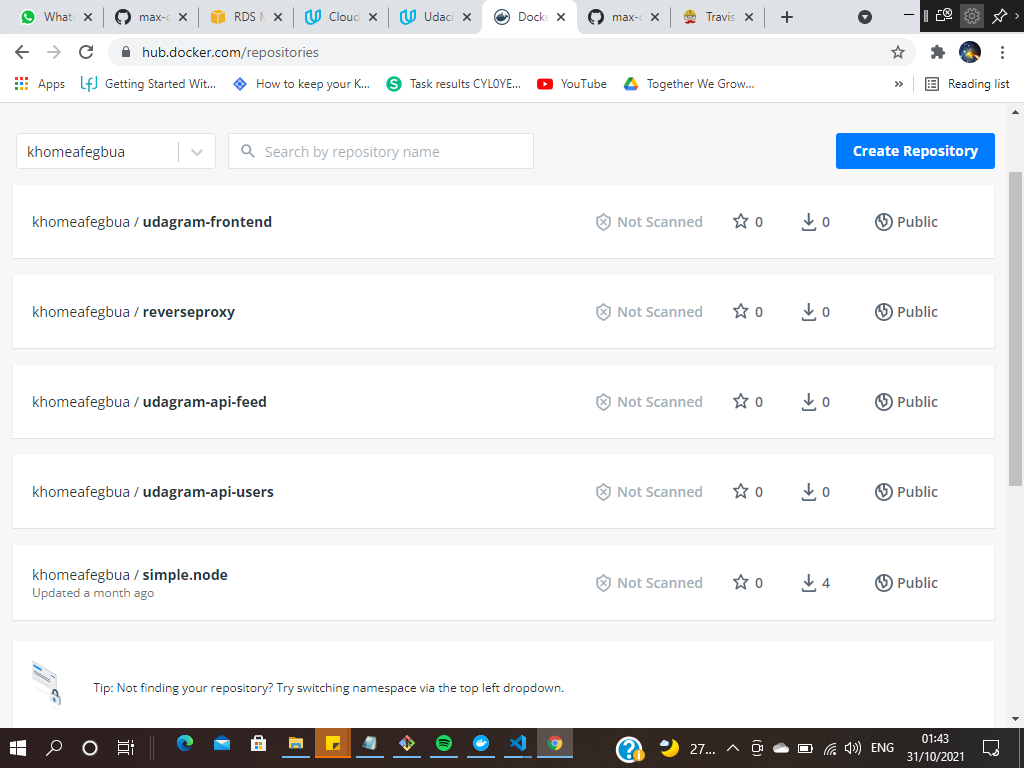 Whats
max-c
RDS M
Cloud
Udaci
Docke
max-c
Travis
hub.docker.com/repositories
Apps
Getting Started Wit...
How to keep your K...
Task results CYL0YE...
YouTube
Together We Grow...
»
Reading list
khomeafegbua
Search by repository name
Create Repository
khomeafegbua / udagram-frontend Not Scanned 0 0 Public
khomeafegbua / reverseproxy Not Scanned 0 0 Public
khomeafegbua / udagram-api-feed Not Scanned 0 0 Public
khomeafegbua / udagram-api-users Not Scanned 0 0 Public
khomeafegbua / simple.node Not Scanned 0 4 Public
Updated a month ago
Tip: Not finding your repository? Try switching namespace via the top left dropdown.
27...
ENG
01:43
31/10/2021